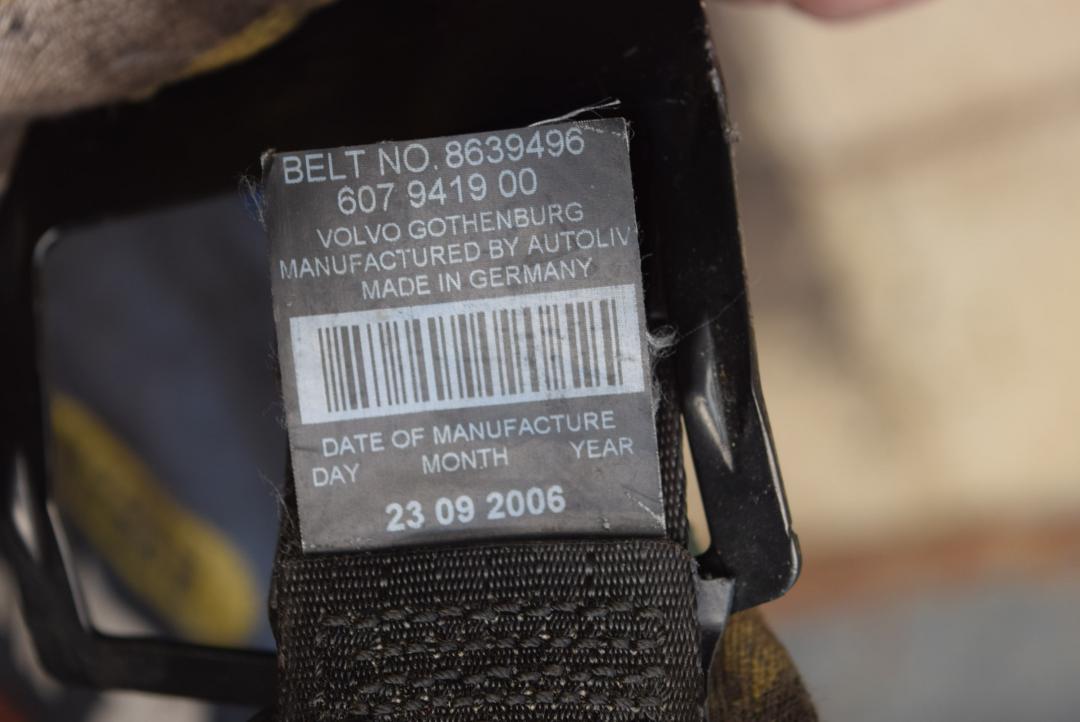 BELT NO. 8639496
607 9419 00
VOLVO GOTHENBURG
MANUFACTURED BY AUTOLIV
MADE IN GERMANY
DATE OF MANUFACTURE
DAY MONTH YEAR
23 09 2006